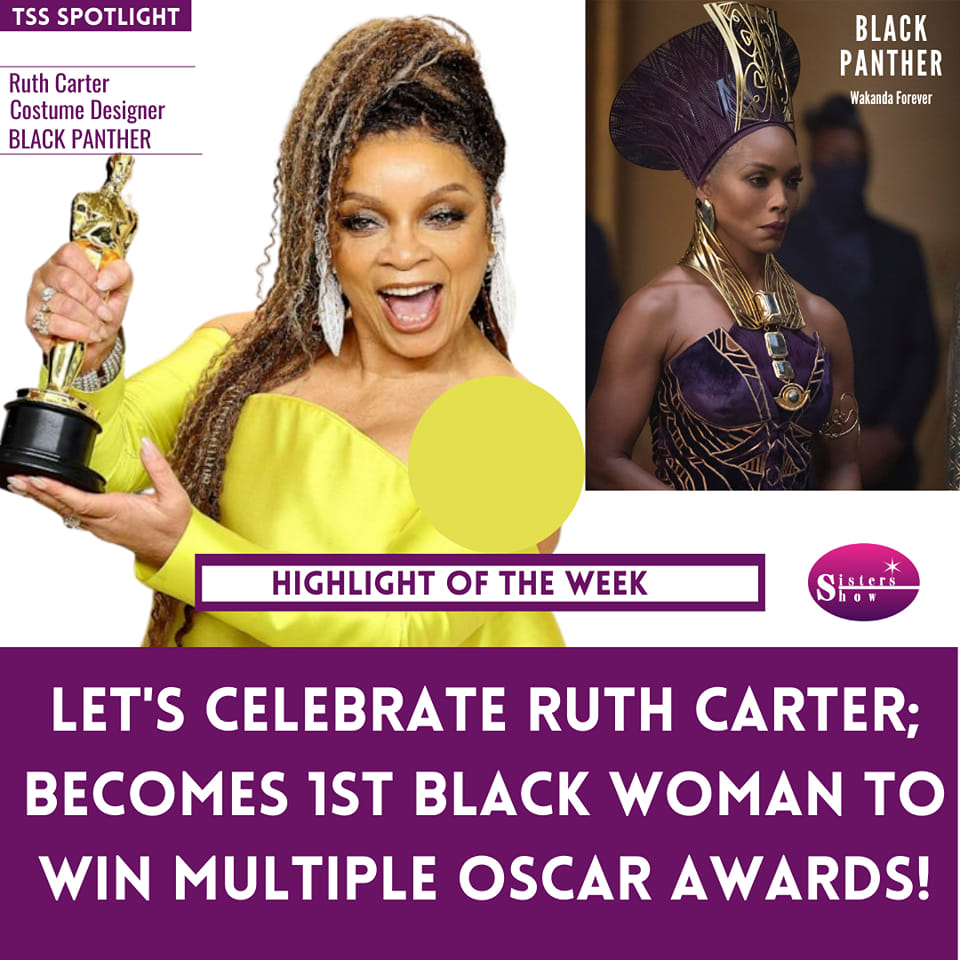 TSS SPOTLIGHT
Ruth Carter
Costume Designer
BLACK PANTHER
BLACK
PANTHER
Wakanda Forever
HIGHLIGHT OF THE WEEK
Sisters
Show
LET'S CELEBRATE RUTH CARTER;
BECOMES 1ST BLACK WOMAN TO
WIN MULTIPLE OSCAR AWARDS!